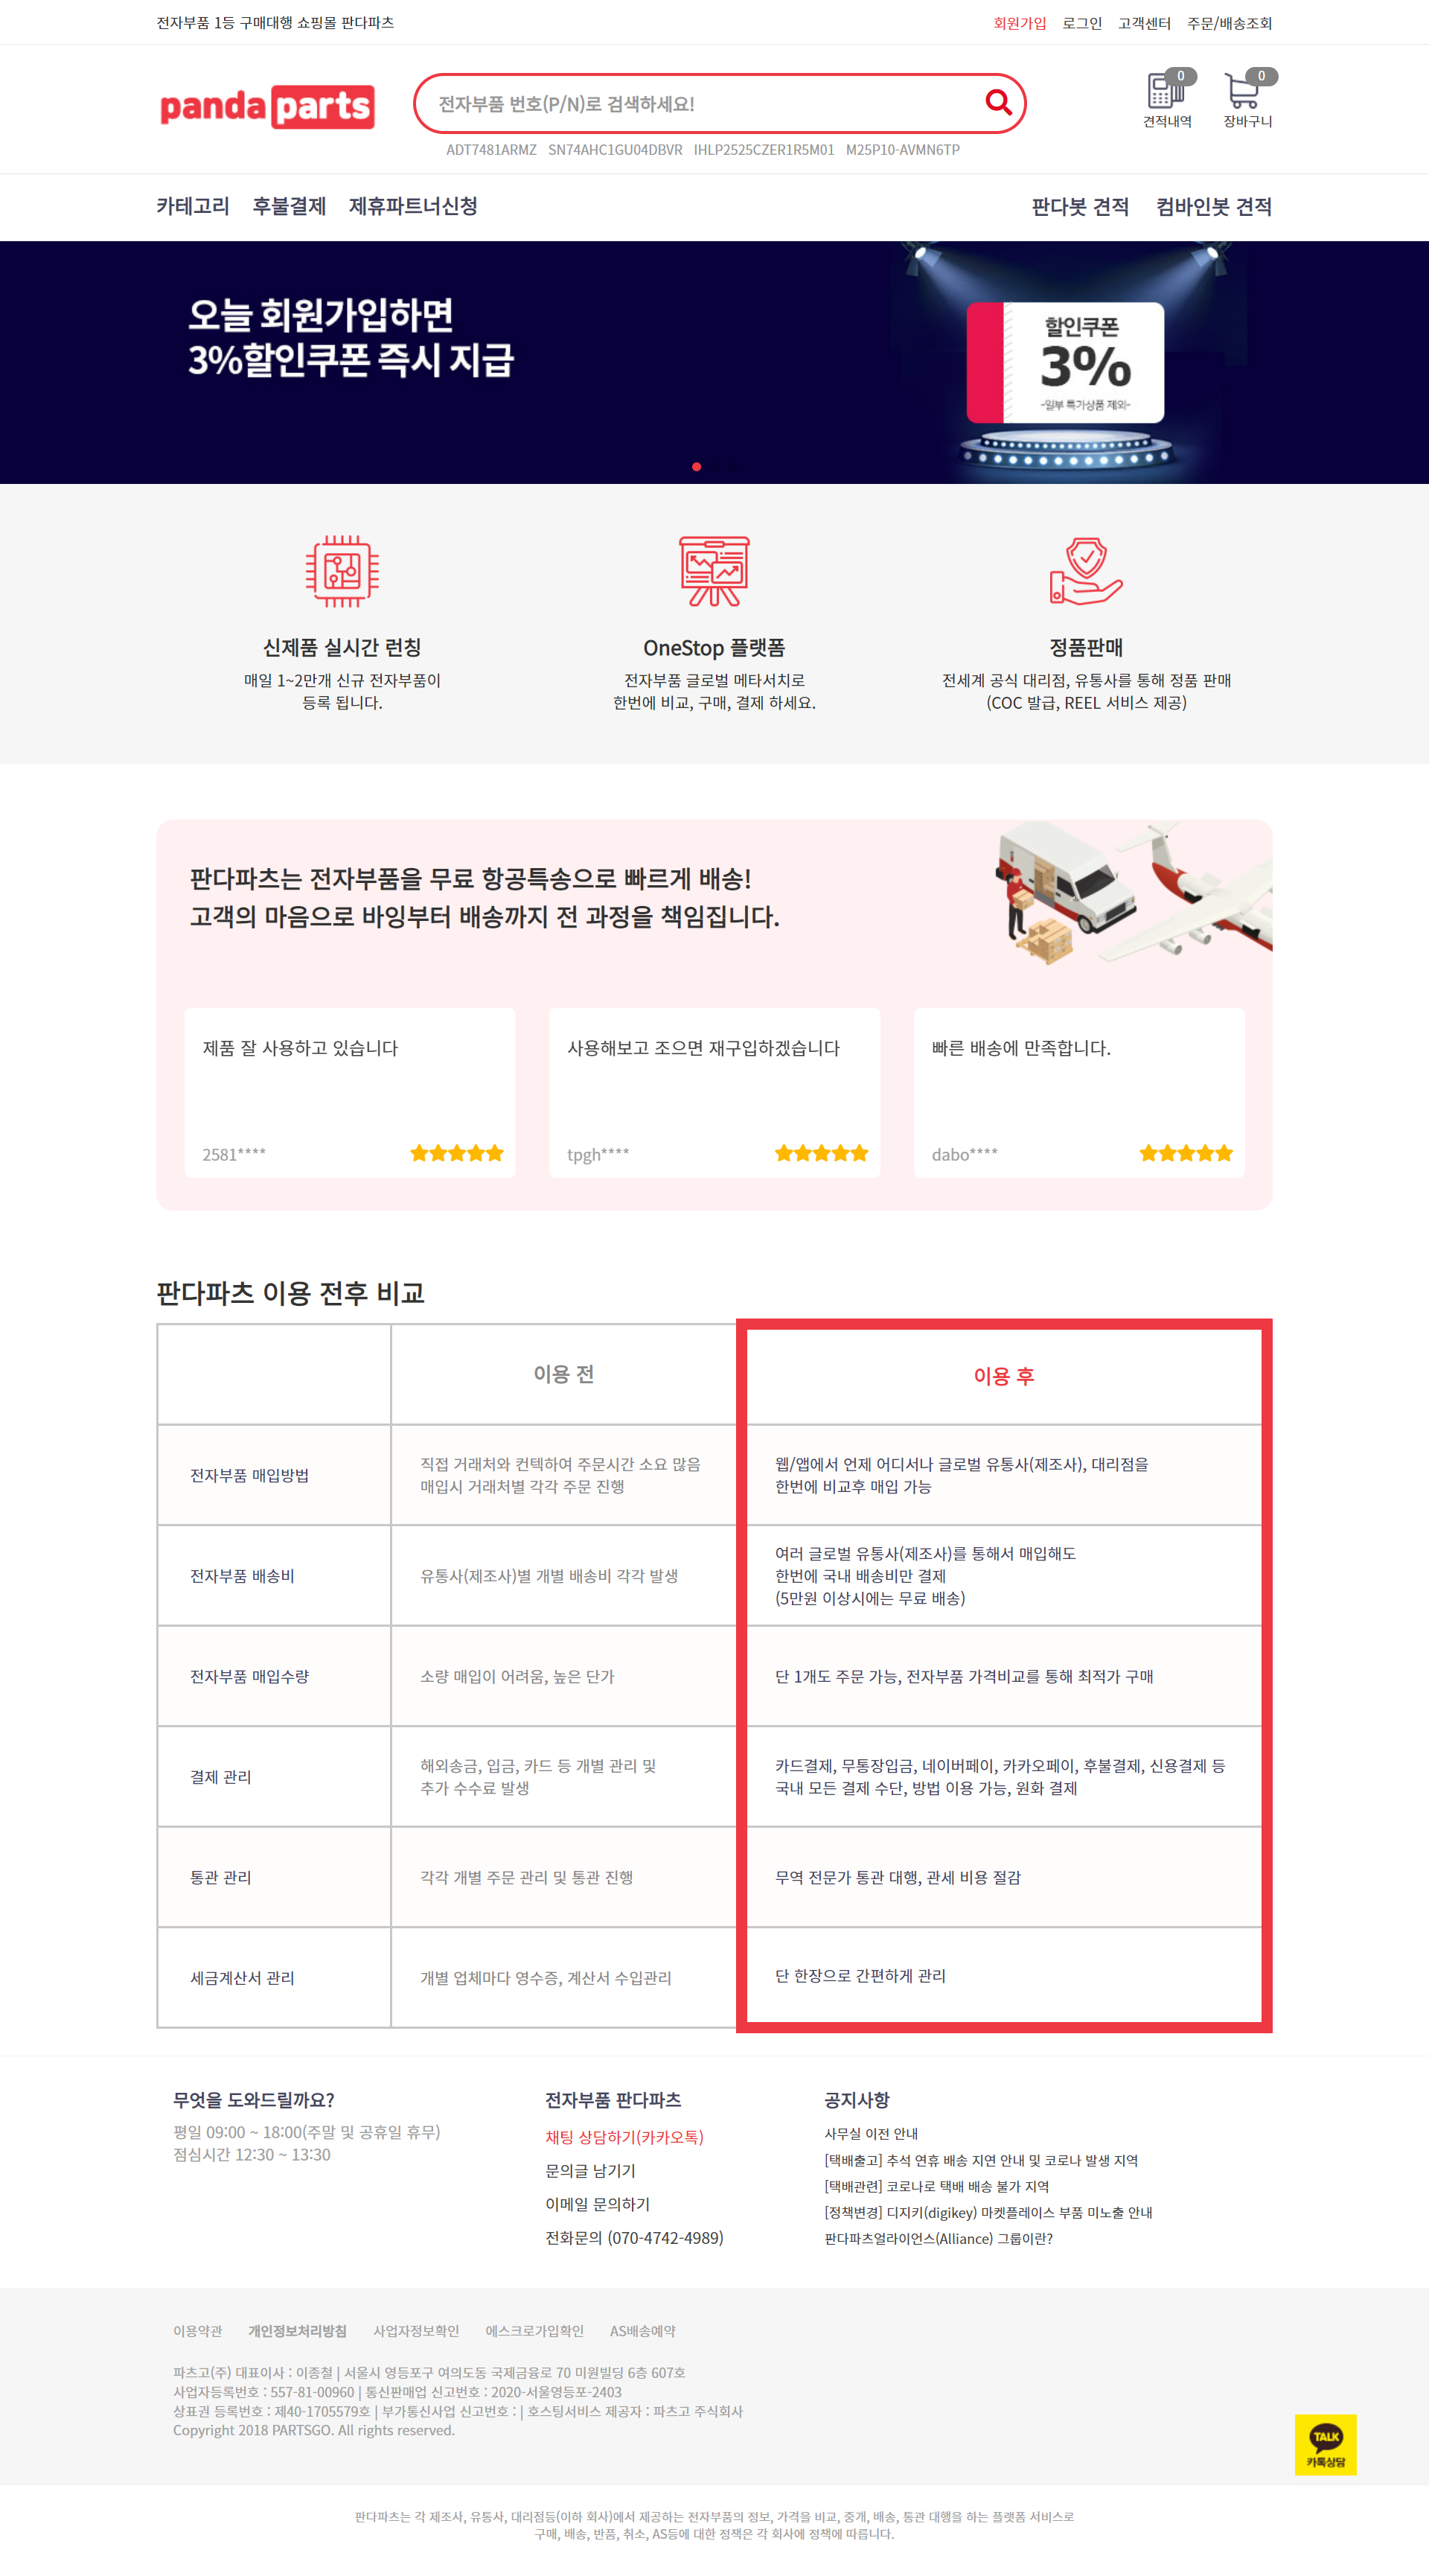 전자부품 1등 구매대행 쇼핑몰 판다파츠
회원가입 로그인 고객센터 주문/배송조회
panda parts
전자부품 번호(P/N)로 검색하세요!
0
0
견적내역 장바구니
ADT7481ARMZ SN74AHC1GU04DBVR IHLP2525CZER1R5M01 M25P10-AVMN6TP
카테고리 후불결제 제휴파트너신청
판다봇 견적 컴바인봇 견적
오늘 회원가입하면
3%할인쿠폰 즉시 지급
할인쿠폰
3%
-일부 특가상품 제외-
신제품 실시간 런칭
매일 1~2만개 신규 전자부품이
등록 됩니다.
OneStop 플랫폼
전자부품 글로벌 메타서치로
한번에 비교, 구매, 결제 하세요.
정품판매
전세계 공식 대리점, 유통사를 통해 정품 판매
(COC 발급, REEL 서비스 제공)
판다파츠는 전자부품을 무료 항공특송으로 빠르게 배송!
고객의 마음으로 바잉부터 배송까지 전 과정을 책임집니다.
제품 잘 사용하고 있습니다
2581****
사용해보고 조으면 재구입하겠습니다
tpgh****
빠른 배송에 만족합니다.
dabo****
판다파츠 이용 전후 비교
이용 전
이용 후
전자부품 매입방법
직접 거래처와 컨텍하여 주문시간 소요 많음
매입시 거래처별 각각 주문 진행
웹/앱에서 언제 어디서나 글로벌 유통사(제조사), 대리점을
한번에 비교후 매입 가능
전자부품 배송비
유통사(제조사)별 개별 배송비 각각 발생
여러 글로벌 유통사(제조사)를 통해서 매입해도
한번에 국내 배송비만 결제
(5만원 이상시에는 무료 배송)
전자부품 매입수량
소량 매입이 어려움, 높은 단가
단 1개도 주문 가능, 전자부품 가격비교를 통해 최적가 구매
결제 관리
해외송금, 입금, 카드 등 개별 관리 및
추가 수수료 발생
카드결제, 무통장입금, 네이버페이, 카카오페이, 후불결제, 신용결제 등
국내 모든 결제 수단, 방법 이용 가능, 원화 결제
통관 관리
각각 개별 주문 관리 및 통관 진행
무역 전문가 통관 대행, 관세 비용 절감
세금계산서 관리
개별 업체마다 영수증, 계산서 수입관리
단 한장으로 간편하게 관리
무엇을 도와드릴까요?
평일 09:00 ~ 18:00(주말 및 공휴일 휴무)
점심시간 12:30 ~ 13:30
전자부품 판다파츠
채팅 상담하기(카카오톡)
문의글 남기기
이메일 문의하기
전화문의 (070-4742-4989)
공지사항
사무실 이전 안내
[택배출고] 추석 연휴 배송 지연 안내 및 코로나 발생 지역
[택배관련] 코로나로 택배 배송 불가 지역
[정책변경] 디지키(digikey) 마켓플레이스 부품 미노출 안내
판다파츠얼라이언스(Alliance) 그룹이란?
이용약관 개인정보처리방침 사업자정보확인 에스크로가입확인 AS배송예약
파츠고(주) 대표이사 : 이종철 | 서울시 영등포구 여의도동 국제금융로 70 미원빌딩 6층 607호
사업자등록번호 : 557-81-00960 | 통신판매업 신고번호 : 2020-서울영등포-2403
상표권 등록번호 : 제40-1705579호 | 부가통신사업 신고번호 : | 호스팅서비스 제공자 : 파츠고 주식회사
Copyright 2018 PARTSGO. All rights reserved.
TALK
카톡상담
판다파츠는 각 제조사, 유통사, 대리점등(이하 회사)에서 제공하는 전자부품의 정보, 가격을 비교, 중개, 배송, 통관 대행을 하는 플랫폼 서비스로
구매, 배송, 반품, 취소, AS등에 대한 정책은 각 회사에 정책에 따릅니다.